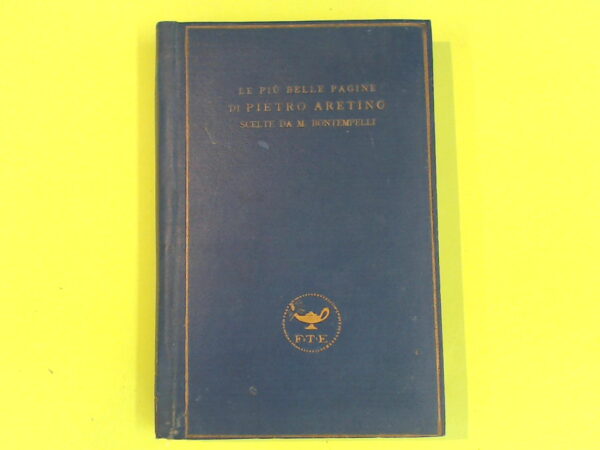 LE PIÙ BELLE PAGINE
DI PIETRO ARETINO
SCELTE DA M. BONTEMPELLI
F·T·E